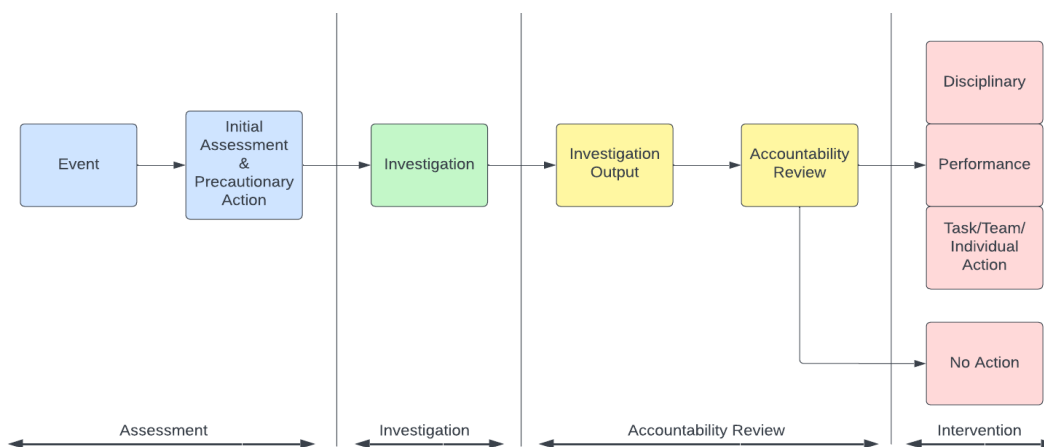 Event
Initial
Assessment
&
Precautionary
Action
Investigation
Investigation
Output
Accountability
Review
Disciplinary
Performance
Task/Team/
Individual
Action
No Action
Assessment
Investigation
Accountability Review
Intervention